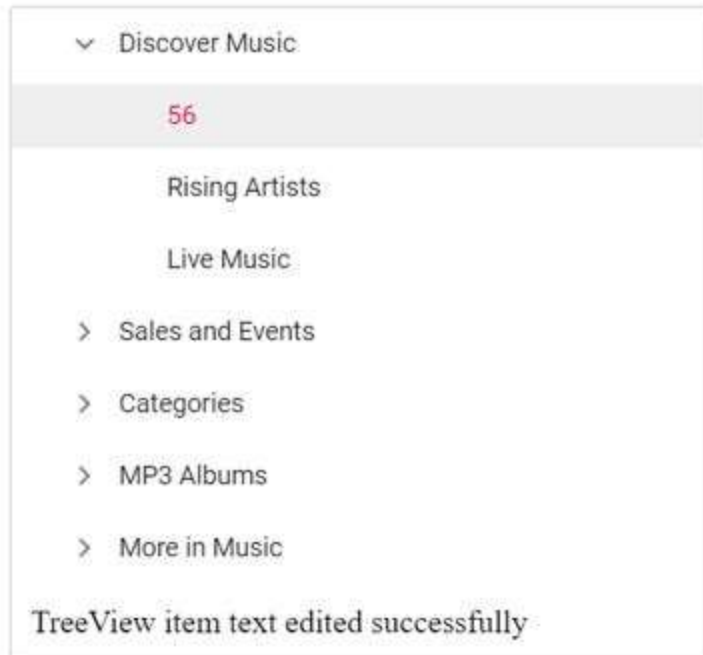 Discover Music
56
Rising Artists
Live Music
Sales and Events
Categories
MP3 Albums
More in Music
TreeView item text edited successfully